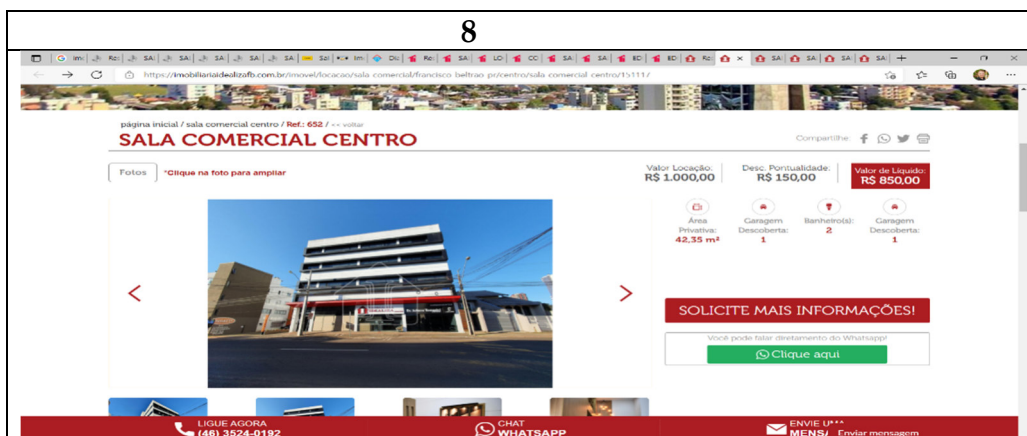 8
https://imobiliariaidealizafb.com.br/imovel/locacao/sala-comercial/francisco-beltrao-pr/centro/sala-comercial-centro/15111/
página inicial / sala comercial centro / Ref.: 652 / << voltar
SALA COMERCIAL CENTRO
Compartilhe:
Fotos
*Clique na foto para ampliar
Valor Locação:
R$ 1.000,00
Desc. Pontualidade:
R$ 150,00
Valor de Líquido:
R$ 850,00
Área
Privativa:
42,35 m²
Garagem
Descoberta:
1
Banheiro(s):
2
Garagem
Descoberta:
1
SOLICITE MAIS INFORMAÇÕES!
Você pode falar diretamento do Whatsapp!
Clique aqui
LIGUE AGORA
(46) 3524-0192
CHAT
WHATSAPP
ENVIE U
MENS/ Enviar mensagem